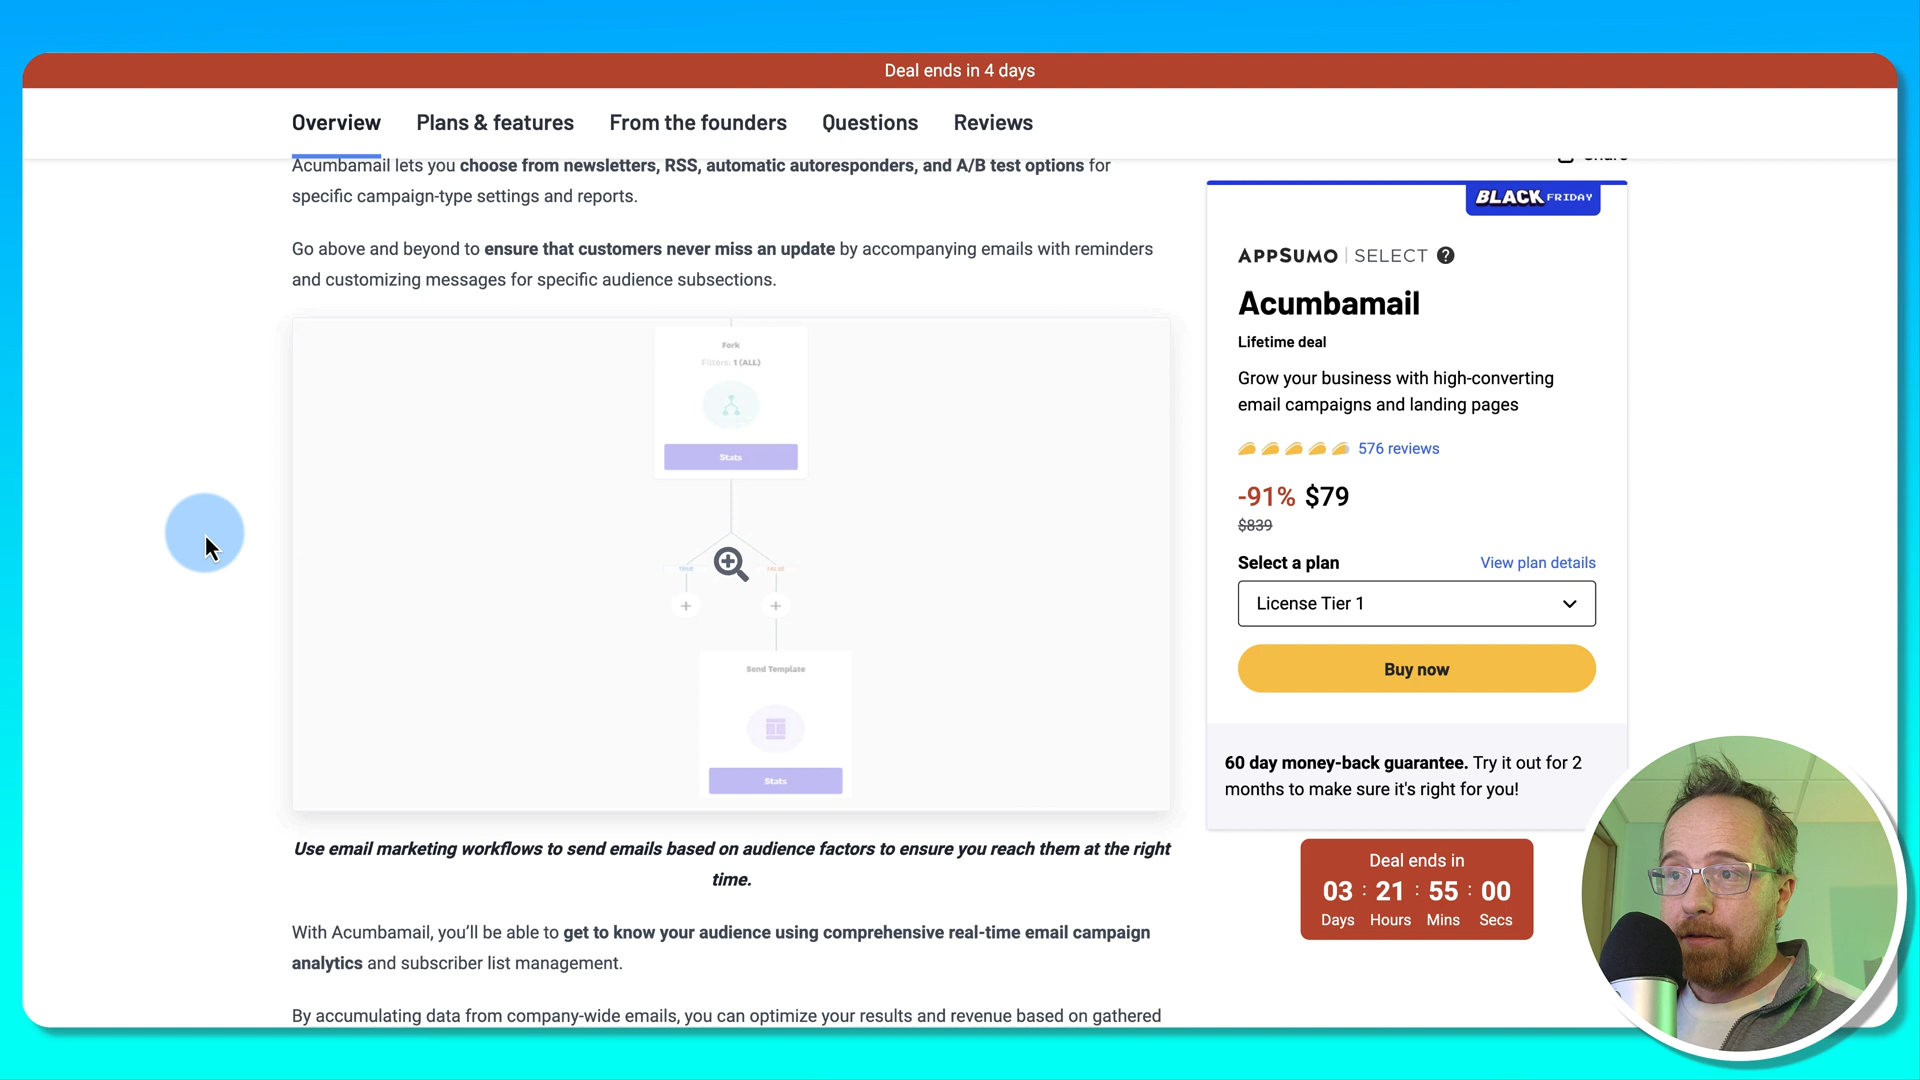 Deal ends in 4 days
Overview
Plans & features
From the founders
Questions
Reviews
Acumbamail lets you choose from newsletters, RSS, automatic autoresponders, and A/B test options for
specific campaign-type settings and reports.
Go above and beyond to ensure that customers never miss an update by accompanying emails with reminders
and customizing messages for specific audience subsections.
Fork
Filters: 1 (ALL)
Stats
TRUE
FALSE
Send Template
Stats
Use email marketing workflows to send emails based on audience factors to ensure you reach them at the right
time.
With Acumbamail, you’ll be able to get to know your audience using comprehensive real-time email campaign
analytics and subscriber list management.
By accumulating data from company-wide emails, you can optimize your results and revenue based on gathered
Share
BLACK FRIDAY
APPSUMO | SELECT ?
Acumbamail
Lifetime deal
Grow your business with high-converting
email campaigns and landing pages
576 reviews
-91% $79
$839
Select a plan
View plan details
License Tier 1
Buy now
60 day money-back guarantee. Try it out for 2
months to make sure it's right for you!
Deal ends in
03 : 21 : 55 : 00
Days Hours Mins Secs